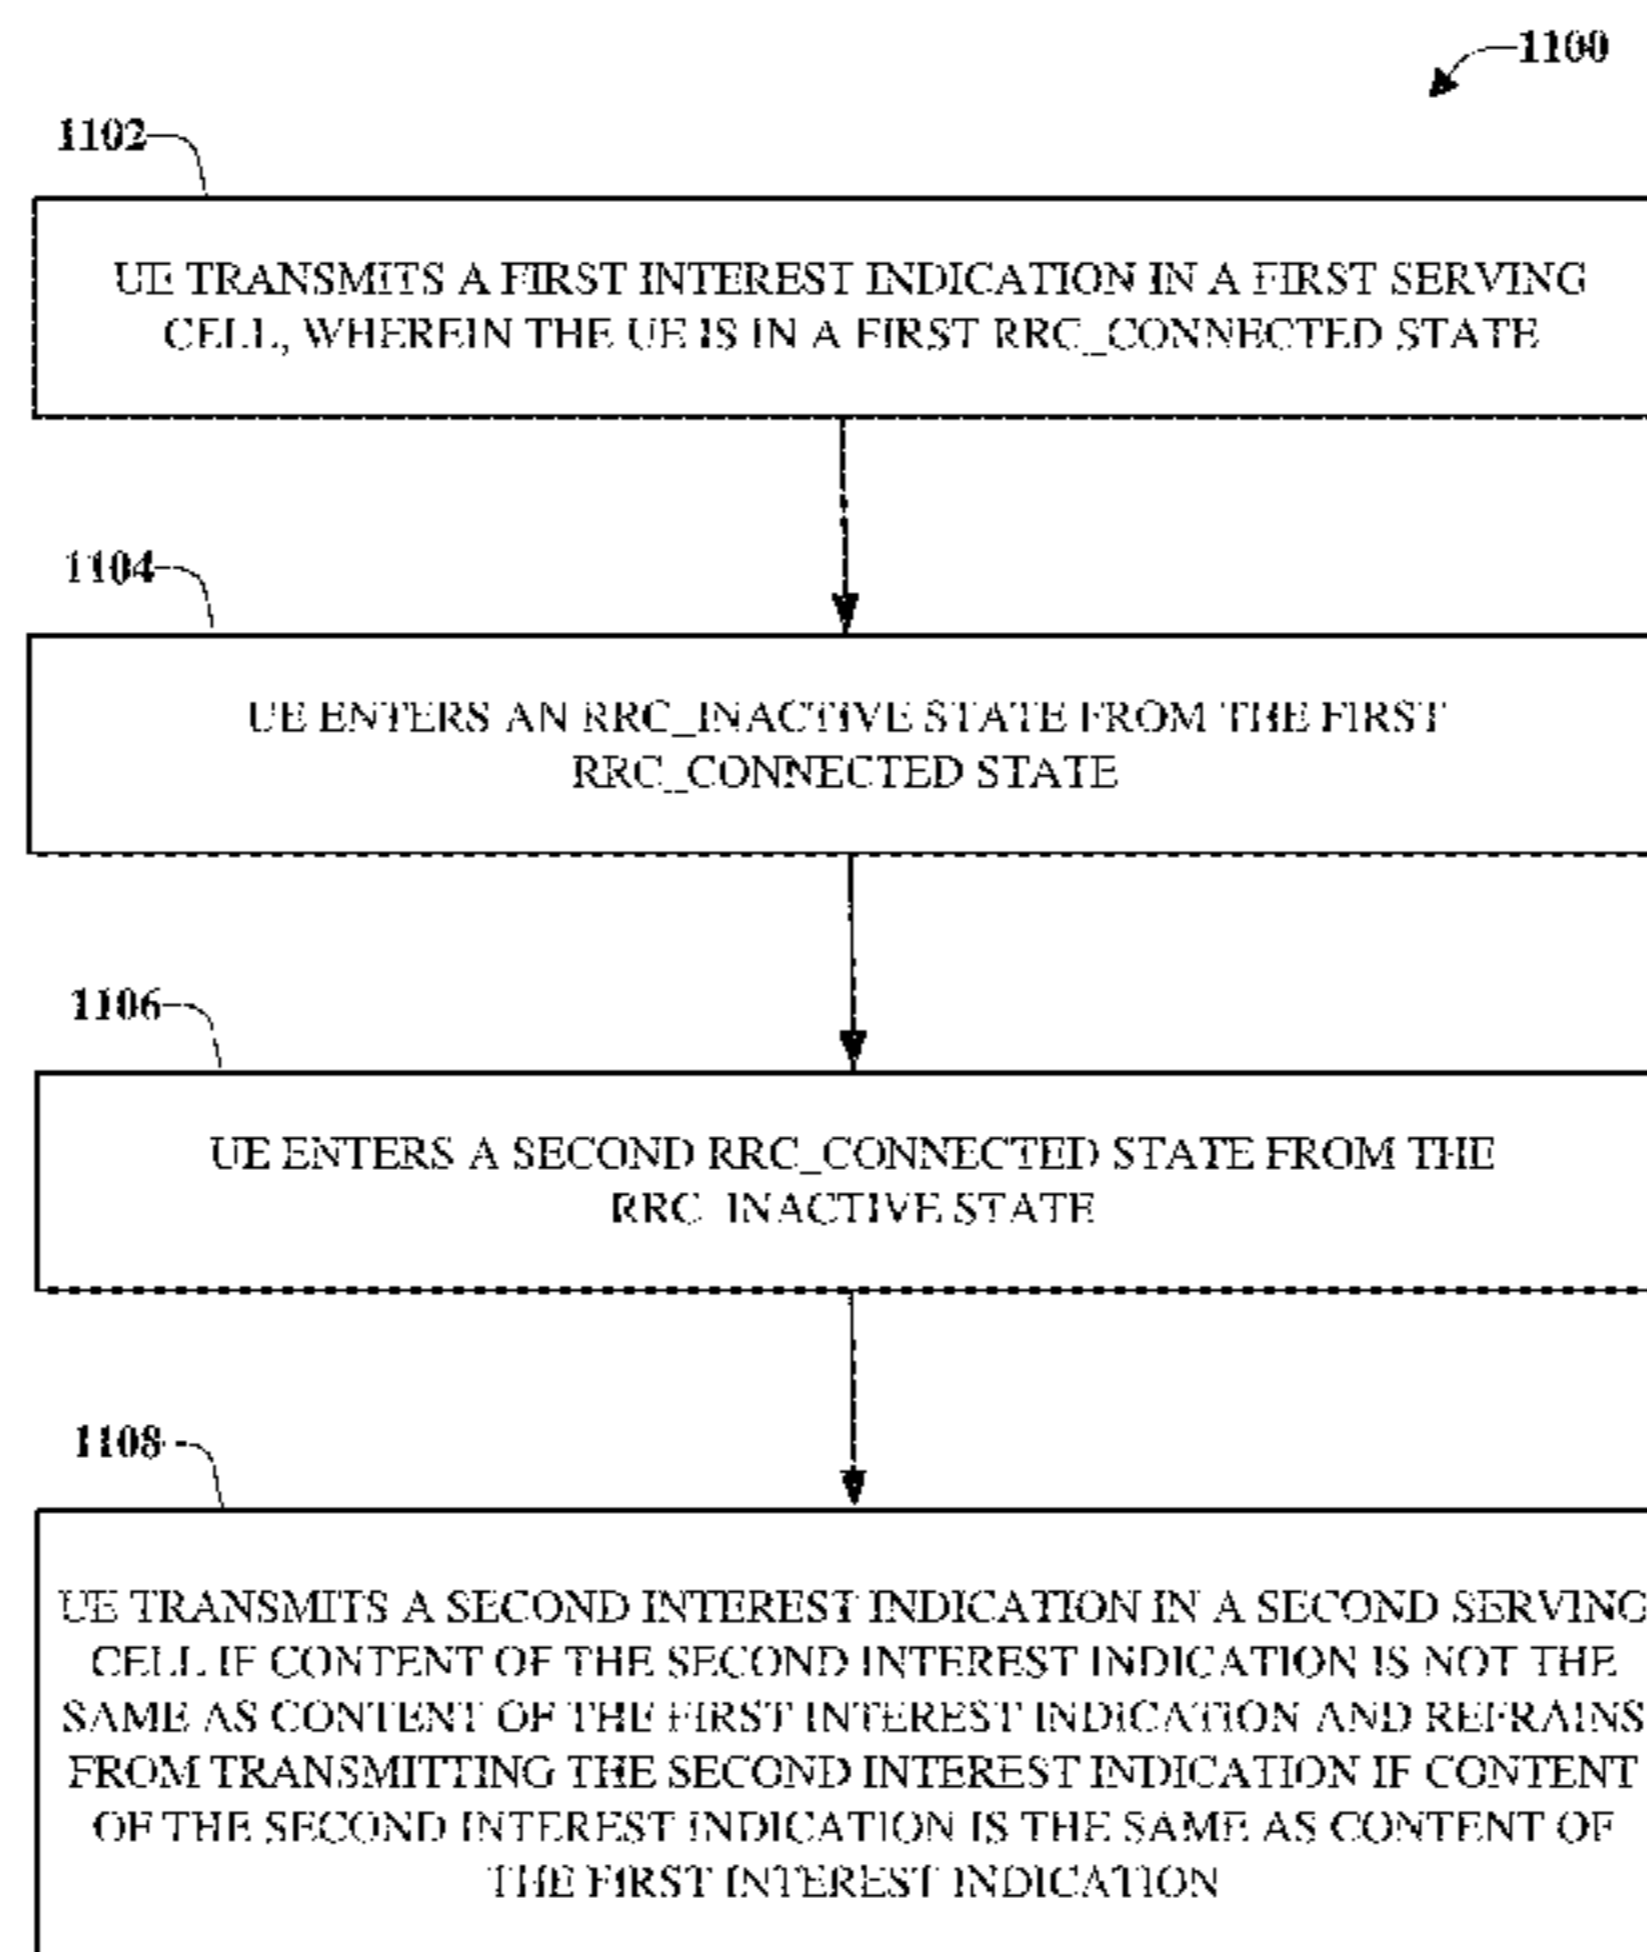 1100
1102
UE TRANSMITS A FIRST INTEREST INDICATION IN A FIRST SERVING
CELL, WHEREIN THE UE IS IN A FIRST RRC_CONNECTED STATE
1104
UE ENTERS AN RRC_INACTIVE STATE FROM THE FIRST
RRC_CONNECTED STATE
1106
UE ENTERS A SECOND RRC_CONNECTED STATE FROM THE
RRC_INACTIVE STATE
1108
UE TRANSMITS A SECOND INTEREST INDICATION IN A SECOND SERVING
CELL IF CONTENT OF THE SECOND INTEREST INDICATION IS NOT THE
SAME AS CONTENT OF THE FIRST INTEREST INDICATION AND REFRAINS
FROM TRANSMITTING THE SECOND INTEREST INDICATION IF CONTENT
OF THE SECOND INTEREST INDICATION IS THE SAME AS CONTENT OF
THE FIRST INTEREST INDICATION